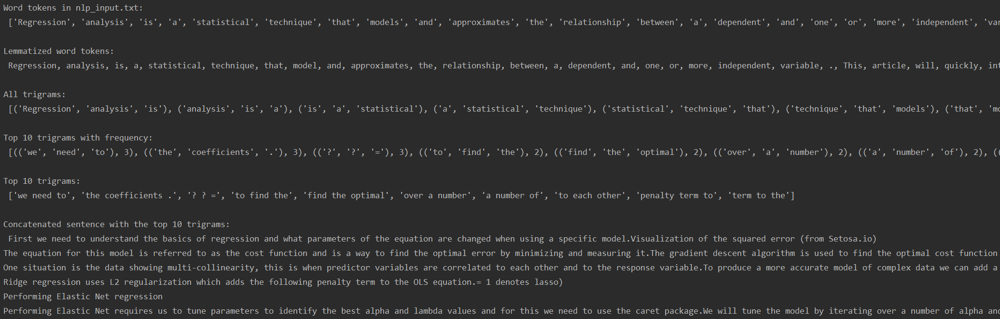 Word tokens in nlp_input.txt:
['Regression', 'analysis', 'is', 'a', 'statistical', 'technique', 'that', 'models', 'and', 'approximates', 'the', 'relationship', 'between', 'a', 'dependent', 'and', 'one', 'or', 'more', 'independent', 'var
Lemmatized word tokens:
Regression, analysis, is, a, statistical, technique, that, model, and, approximates, the, relationship, between, a, dependent, and, one, or, more, independent, variable, ., This, article, will, quickly, int
All trigrams:
[('Regression', 'analysis', 'is'), ('analysis', 'is', 'a'), ('is', 'a', 'statistical'), ('a', 'statistical', 'technique'), ('statistical', 'technique', 'that'), ('technique', 'that', 'models'), ('that', 'mo
Top 10 trigrams with frequency:
[(('we', 'need', 'to'), 3), (('the', 'coefficients', '.'), 3), (('?', '?', '='), 3), (('to', 'find', 'the'), 2), (('find', 'the', 'optimal'), 2), (('over', 'a', 'number'), 2), (('a', 'number', 'of'), 2), ((
Top 10 trigrams:
['we need to', 'the coefficients .', '? ? =', 'to find the', 'find the optimal', 'over a number', 'a number of', 'to each other', 'penalty term to', 'term to the']
Concatenated sentence with the top 10 trigrams:
First we need to understand the basics of regression and what parameters of the equation are changed when using a specific model.Visualization of the squared error (from Setosa.io)
The equation for this model is referred to as the cost function and is a way to find the optimal error by minimizing and measuring it.The gradient descent algorithm is used to find the optimal cost function
One situation is the data showing multi-collinearity, this is when predictor variables are correlated to each other and to the response variable.To produce a more accurate model of complex data we can add a
Ridge regression uses L2 regularization which adds the following penalty term to the OLS equation.= 1 denotes lasso)
Performing Elastic Net regression
Performing Elastic Net requires us to tune parameters to identify the best alpha and lambda values and for this we need to use the caret package.We will tune the model by iterating over a number of alpha and